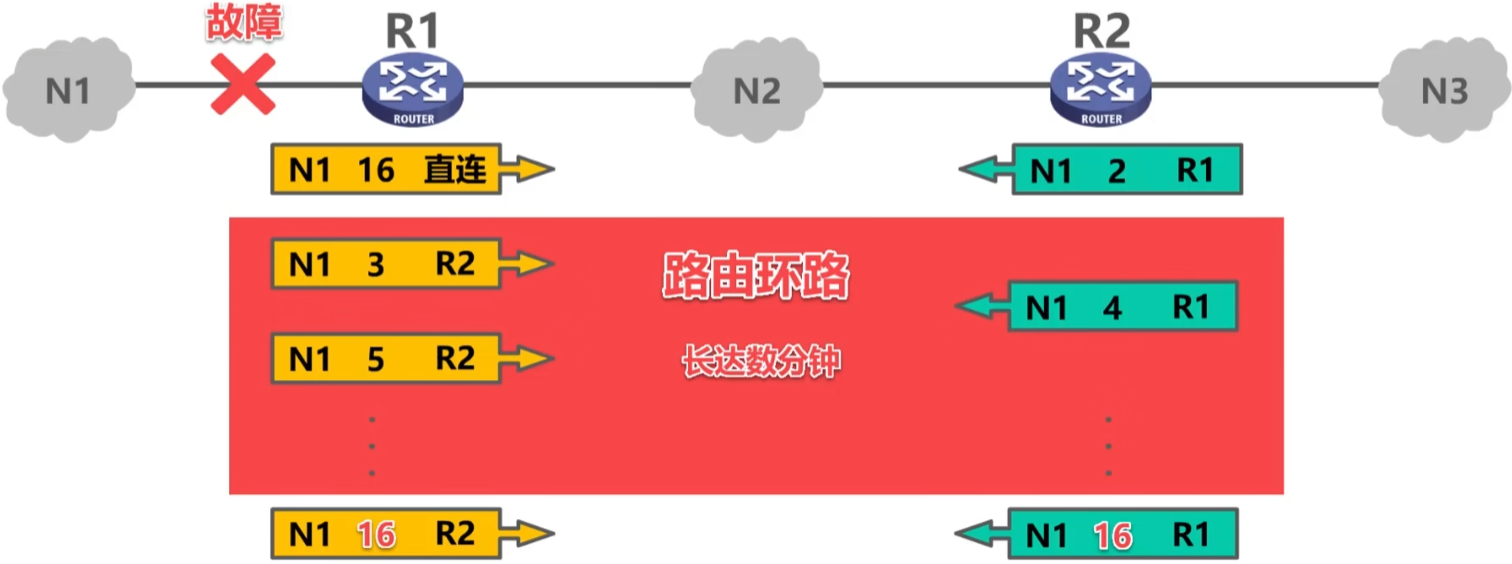 故障
R1
R2
N1
N2
N3
ROUTER
ROUTER
N1 16 直连
N1 2 R1
N1 3 R2
路由环路
N1 4 R1
N1 5 R2
长达数分钟
N1 16 R2
N1 16 R1